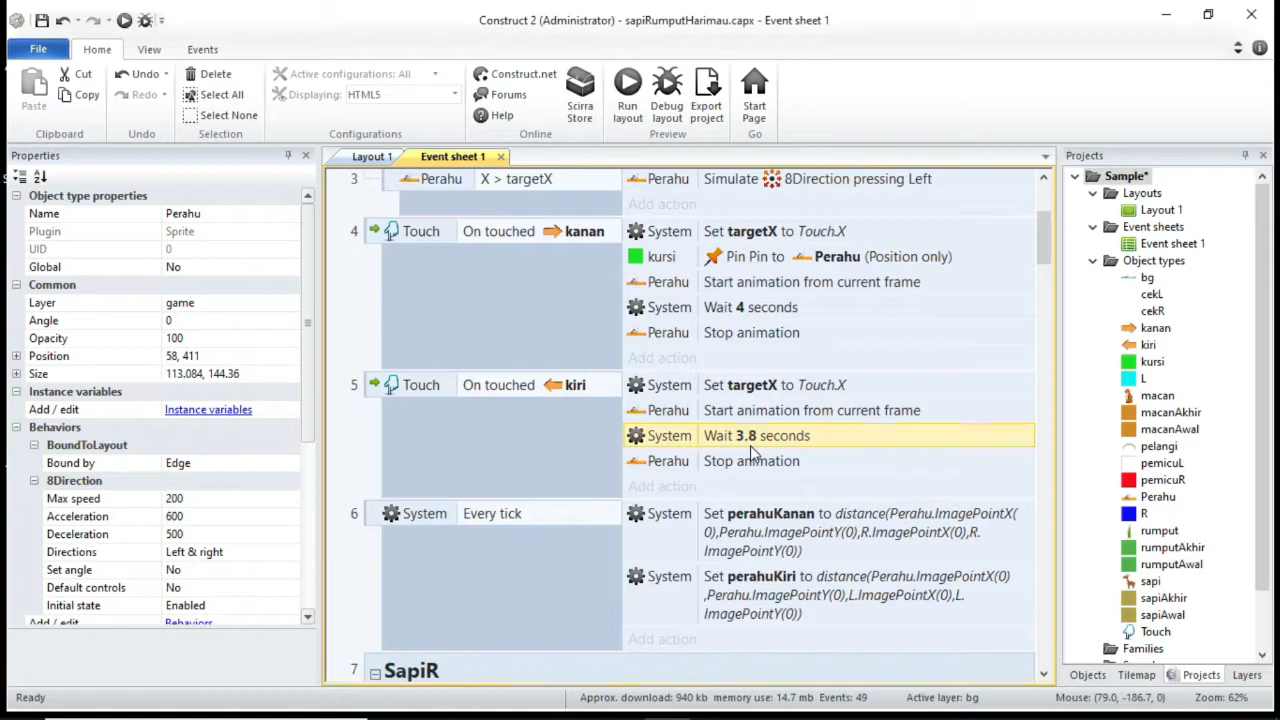 Construct 2 (Administrator) - sapiRumputHarimau.capx - Event sheet 1
File Home View Events
Paste
Cut
Copy
Clipboard
Undo
Redo
Undo
Delete
Select All
Select None
Selection
Active configurations: All
Displaying: HTML5
Configurations
Construct.net
Forums
Help
Scirra
Store
Online
Run
layout
Debug
layout
Export
project
Preview
Start
Page
Go
Properties
Object type properties
Name Perahu
Plugin Sprite
UID 0
Global No
Common
Layer game
Angle 0
Opacity 100
Position 58, 411
Size 113.084, 144.36
Instance variables
Add / edit Instance variables
Behaviors
BoundToLayout
Bound by Edge
8Direction
Max speed 200
Acceleration 600
Deceleration 500
Directions Left & right
Set angle No
Default controls No
Initial state Enabled
Add / edit Behaviors
Layout 1 Event sheet 1
3 Perahu X > targetX Perahu Simulate 8Direction pressing Left
Add action
4 Touch On touched kanan System Set targetX to Touch.X
kursi Pin Pin to Perahu (Position only)
Perahu Start animation from current frame
System Wait 4 seconds
Perahu Stop animation
Add action
5 Touch On touched kiri System Set targetX to Touch.X
Perahu Start animation from current frame
System Wait 3.8 seconds
Perahu Stop animation
Add action
6 System Every tick System Set perahuKanan to distance(Perahu.ImagePointX(
0),Perahu.ImagePointY(0),R.ImagePointX(0),R.
ImagePointY(0))
System Set perahuKiri to distance(Perahu.ImagePointX(0)
,Perahu.ImagePointY(0),L.ImagePointX(0),L.
ImagePointY(0))
Add action
7 SapiR
Projects
Sample*
Layouts
Layout 1
Event sheets
Event sheet 1
Object types
bg
cekL
cekR
kanan
kiri
kursi
L
macan
macanAkhir
macanAwal
pelangi
pemicuL
pemicuR
Perahu
R
rumput
rumputAkhir
rumputAwal
sapi
sapiAkhir
sapiAwal
Touch
Families
Objects Tilemap Projects Layers
Ready Approx. download: 940 kb memory use: 14.7 mb Events: 49 Active layer: bg Mouse: (79.0, -186.7, 0) Zoom: 62%